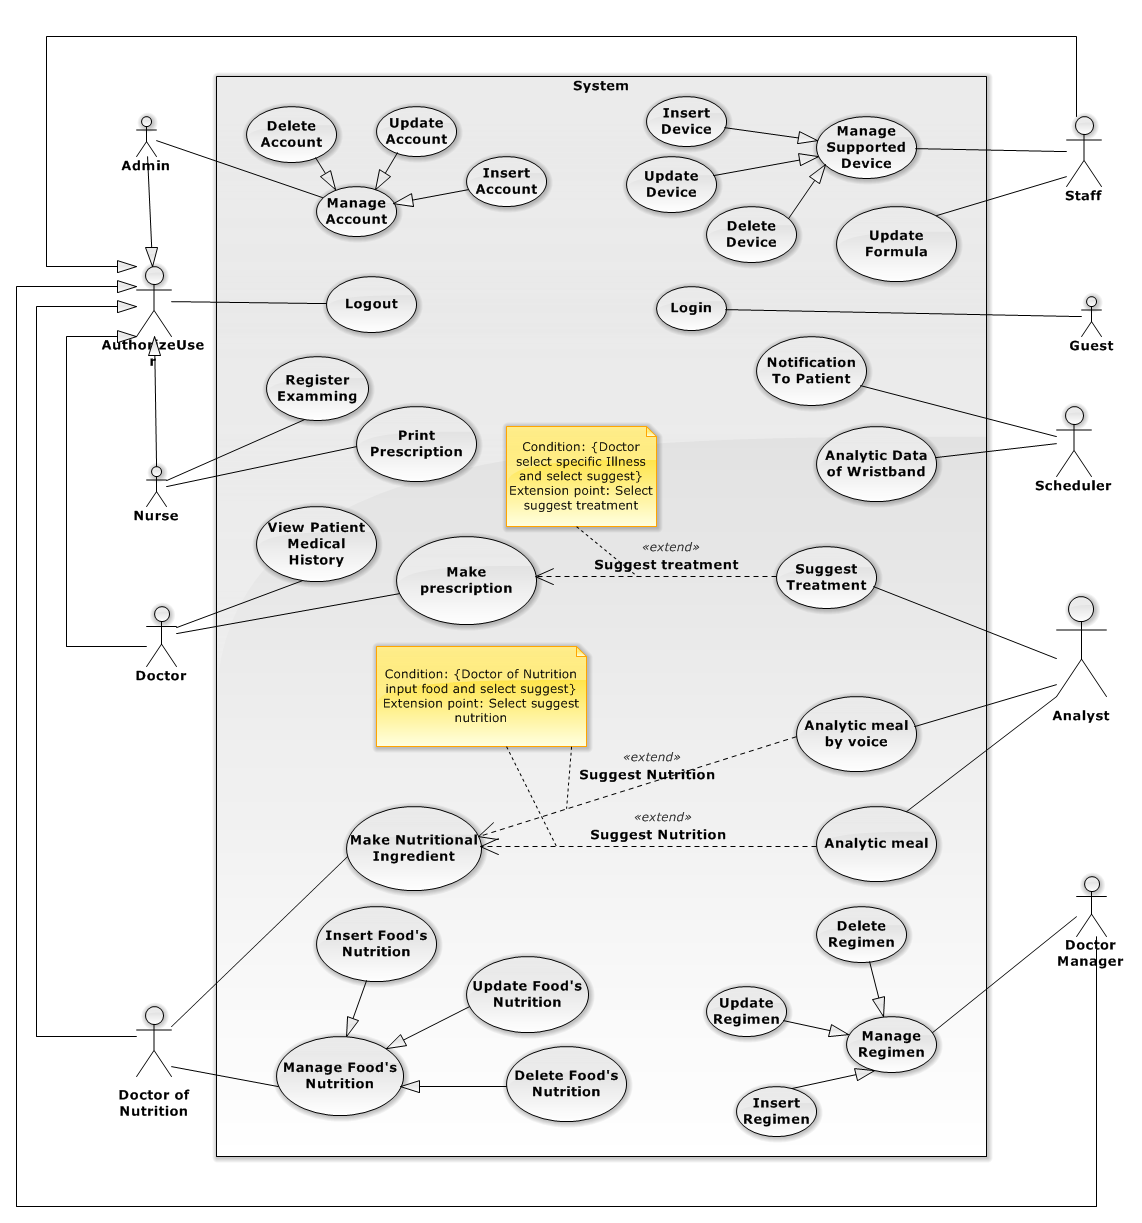 System
Admin
Delete
Account
Update
Account
Insert
Account
Manage
Account
Insert
Device
Update
Device
Delete
Device
Manage
Supported
Device
Update
Formula
Staff
AuthorizeUse
r
Logout
Login
Guest
Register
Examming
Print
Prescription
Nurse
Notification
To Patient
Analytic Data
of Wristband
Scheduler
Condition: {Doctor
select specific Illness
and select suggest}
Extension point: Select
suggest treatment
View Patient
Medical
History
Make
prescription
«extend»
Suggest treatment
Suggest
Treatment
Doctor
Analyst
Condition: {Doctor of Nutrition
input food and select suggest}
Extension point: Select suggest
nutrition
«extend»
Suggest Nutrition
Analytic meal
by voice
«extend»
Suggest Nutrition
Make Nutritional
Ingredient
Analytic meal
Insert Food's
Nutrition
Update Food's
Nutrition
Manage Food's
Nutrition
Delete Food's
Nutrition
Doctor of
Nutrition
Delete
Regimen
Update
Regimen
Manage
Regimen
Insert
Regimen
Doctor
Manager